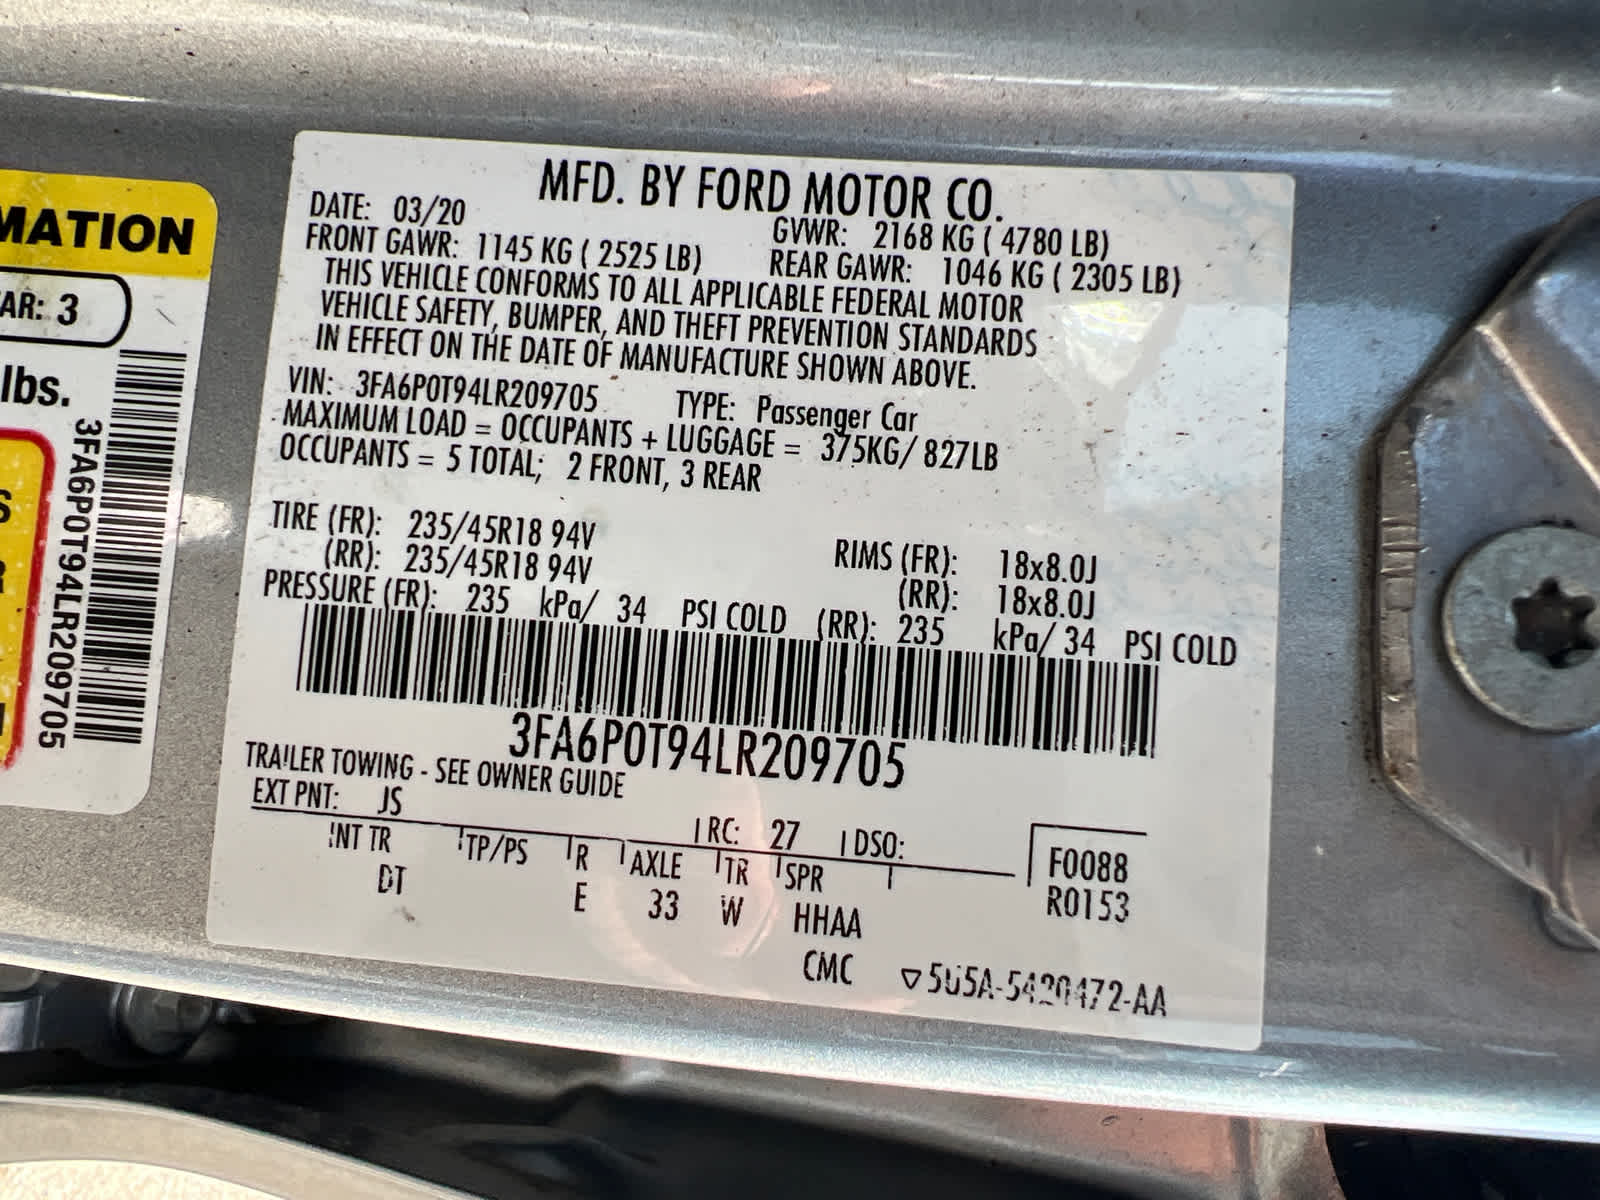 MATION
AR: 3
lbs.
3FA6P0T94LR209705
MFD. BY FORD MOTOR CO.
DATE: 03/20 GVWR: 2168 KG ( 4780 LB)
FRONT GAWR: 1145 KG ( 2525 LB) REAR GAWR: 1046 KG ( 2305 LB)
THIS VEHICLE CONFORMS TO ALL APPLICABLE FEDERAL MOTOR
VEHICLE SAFETY, BUMPER, AND THEFT PREVENTION STANDARDS
IN EFFECT ON THE DATE OF MANUFACTURE SHOWN ABOVE.
VIN: 3FA6P0T94LR209705 TYPE: Passenger Car
MAXIMUM LOAD = OCCUPANTS + LUGGAGE = 375KG/ 827LB
OCCUPANTS = 5 TOTAL; 2 FRONT, 3 REAR
TIRE (FR): 235/45R18 94V RIMS (FR): 18x8.0J
(RR): 235/45R18 94V (RR): 18x8.0J
PRESSURE (FR): 235 kPa/ 34 PSI COLD (RR): 235 kPa/ 34 PSI COLD
3FA6P0T94LR209705
TRAILER TOWING - SEE OWNER GUIDE
EXT PNT: JS RC: 27 DSO:
INT TR TP/PS R AXLE TR SPR F0088
DT E 33 W HHAA R0153
CMC 5U5A-5420472-AA